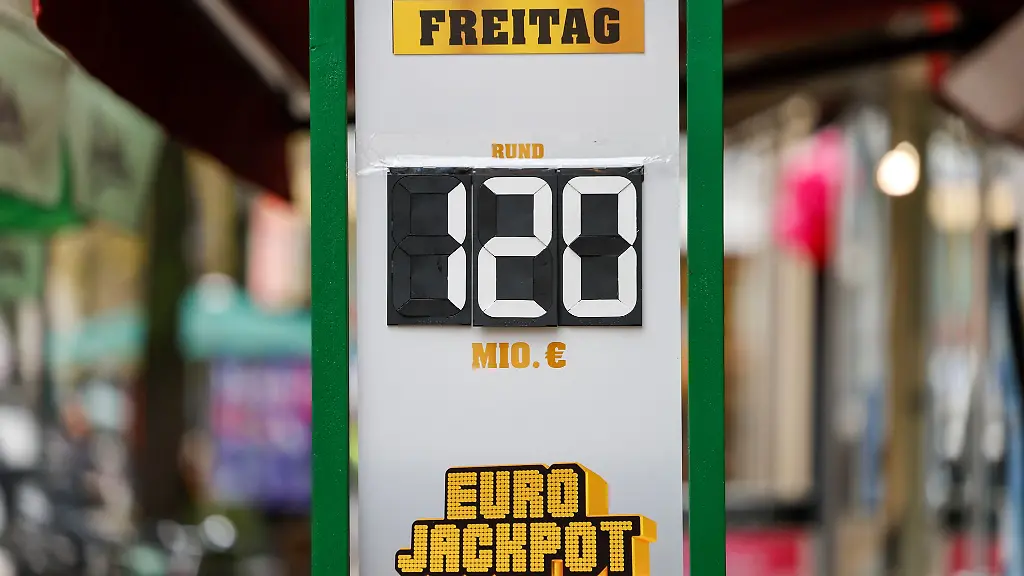 FREITAG
RUND
120
MIO. €
EURO
JACKPOT